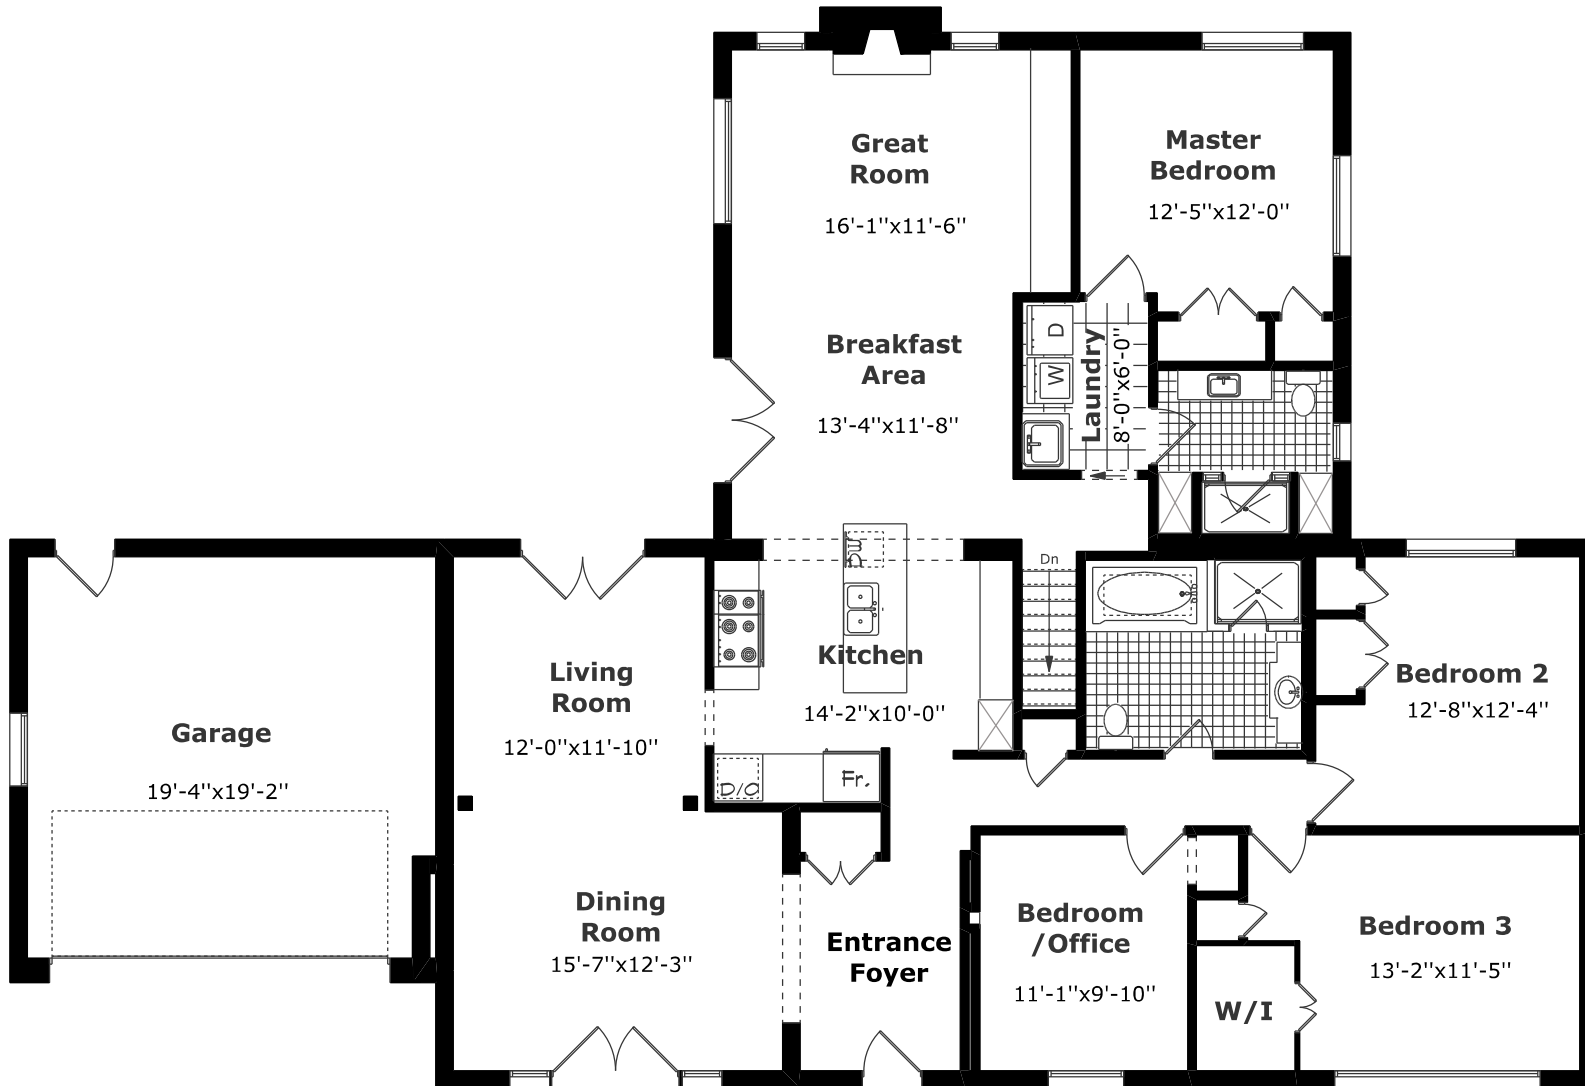 Great
Room
16'-1"x11'-6"
Master
Bedroom
12'-5"x12'-0"
Breakfast
Area
13'-4"x11'-8"
D
W
Laundry
8'-0"x6'-0"
Dn
DW
Kitchen
14'-2"x10'-0"
D/O
Fr.
Living
Room
12'-0"x11'-10"
Garage
19'-4"x19'-2"
Bedroom 2
12'-8"x12'-4"
Dining
Room
15'-7"x12'-3"
Entrance
Foyer
Bedroom
/Office
11'-1"x9'-10"
W/I
Bedroom 3
13'-2"x11'-5"